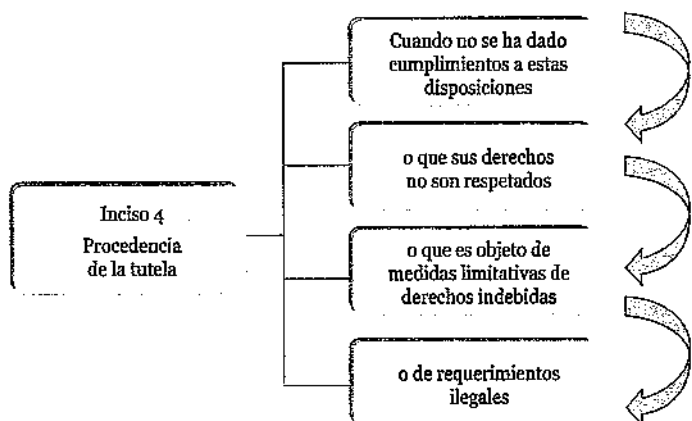 Cuando no se ha dado
cumplimientos a estas
disposiciones
o que sus derechos
no son respetados
Inciso 4
Procedencia
de la tutela
o que es objeto de
medidas limitativas de
derechos indebidas
o de requerimientos
ilegales